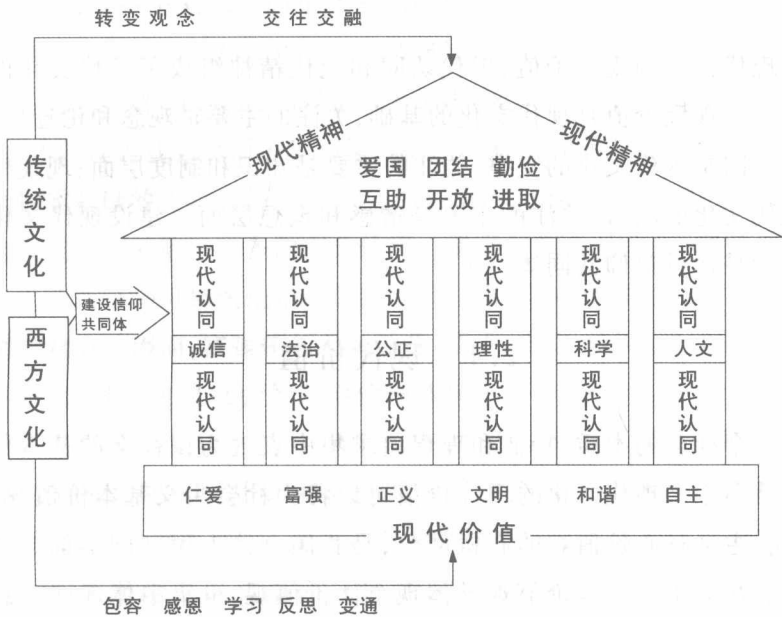 转变观念 交往交融
现代精神 现代精神
爱国 团结 勤俭
互助 开放 进取
传统文化
西方文化
建设信仰
共同体
现代认同 现代认同 现代认同 现代认同 现代认同 现代认同
诚信 法治 公正 理性 科学 人文
现代认同 现代认同 现代认同 现代认同 现代认同 现代认同
仁爱 富强 正义 文明 和谐 自主
现代价值
包容 感恩 学习 反思 变通